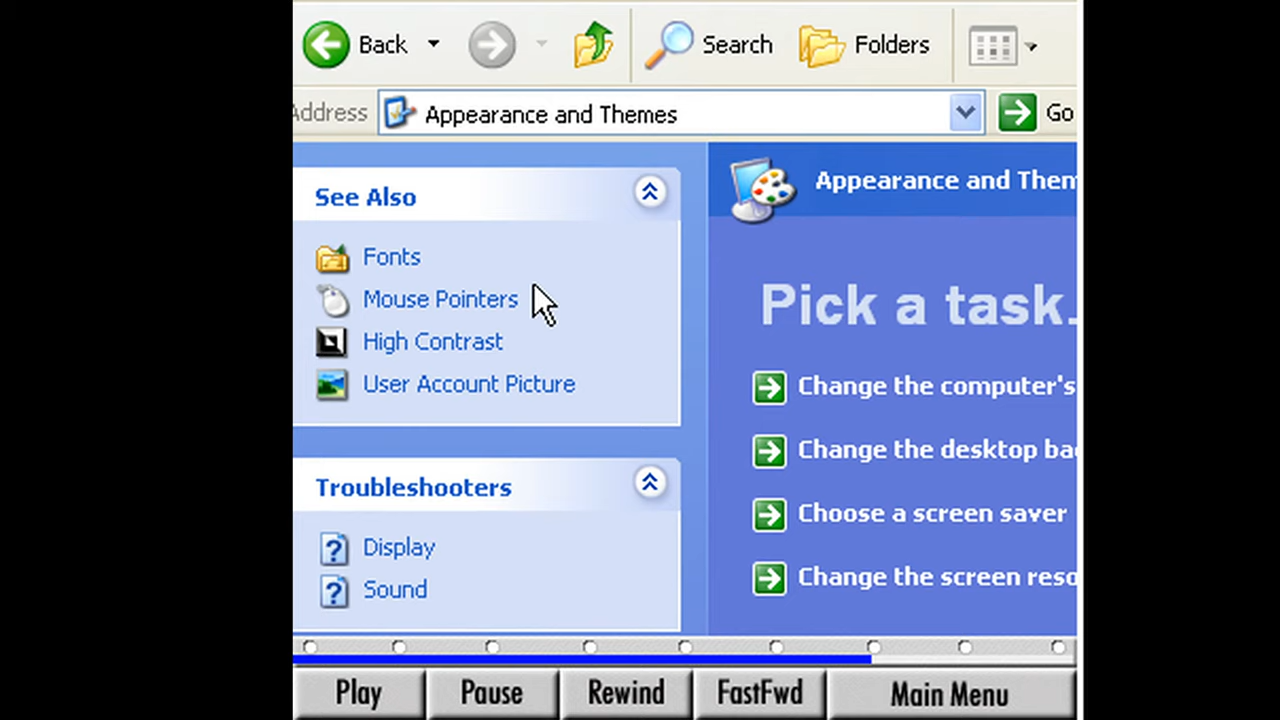 Back Search Folders
Address Appearance and Themes Go
See Also
Fonts
Mouse Pointers
High Contrast
User Account Picture
Troubleshooters
Display
Sound
Appearance and Them
Pick a task.
Change the computer's
Change the desktop ba
Choose a screen saver
Change the screen reso
Play Pause Rewind FastFwd Main Menu